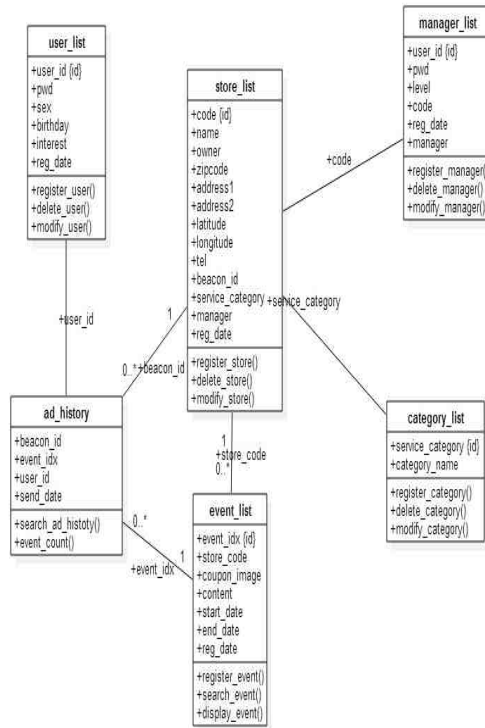 user_list
+user_id {id}
+pwd
+sex
+birthday
+interest
+reg_date
+register_user()
+delete_user()
+modify_user()
manager_list
+user_id {id}
+pwd
+level
+code
+reg_date
+manager
+register_manager()
+delete_manager()
+modify_manager()
store_list
+code {id}
+name
+owner
+zipcode
+address1
+address2
+latitude
+longitude
+tel
+beacon_id
+service_category
+manager
+reg_date
+register_store()
+delete_store()
+modify_store()
+code
+service_category
+user_id
1
0..*
+beacon_id
ad_history
+beacon_id
+event_idx
+user_id
+send_date
+search_ad_histoty()
+event_count()
category_list
+service_category {id}
+category_name
+register_category()
+delete_category()
+modify_category()
1
+store_code
0..*
0..*
1
+event_idx
event_list
+event_idx {id}
+store_code
+coupon_image
+content
+start_date
+end_date
+reg_date
+register_event()
+search_event()
+display_event()